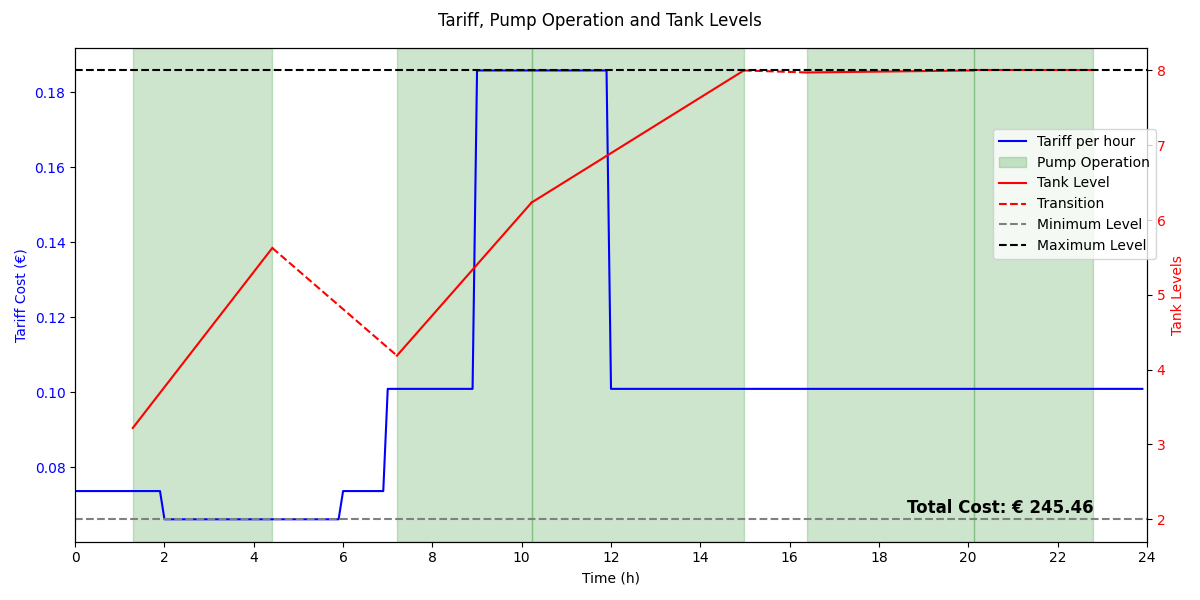 Tariff, Pump Operation and Tank Levels
0.18
0.16
0.14
0.12
0.10
0.08
Tariff Cost (€)
8
7
6
5
4
3
2
Tank Levels
Tariff per hour
Pump Operation
Tank Level
Transition
Minimum Level
Maximum Level
Total Cost: € 245.46
0 2 4 6 8 10 12 14 16 18 20 22 24
Time (h)